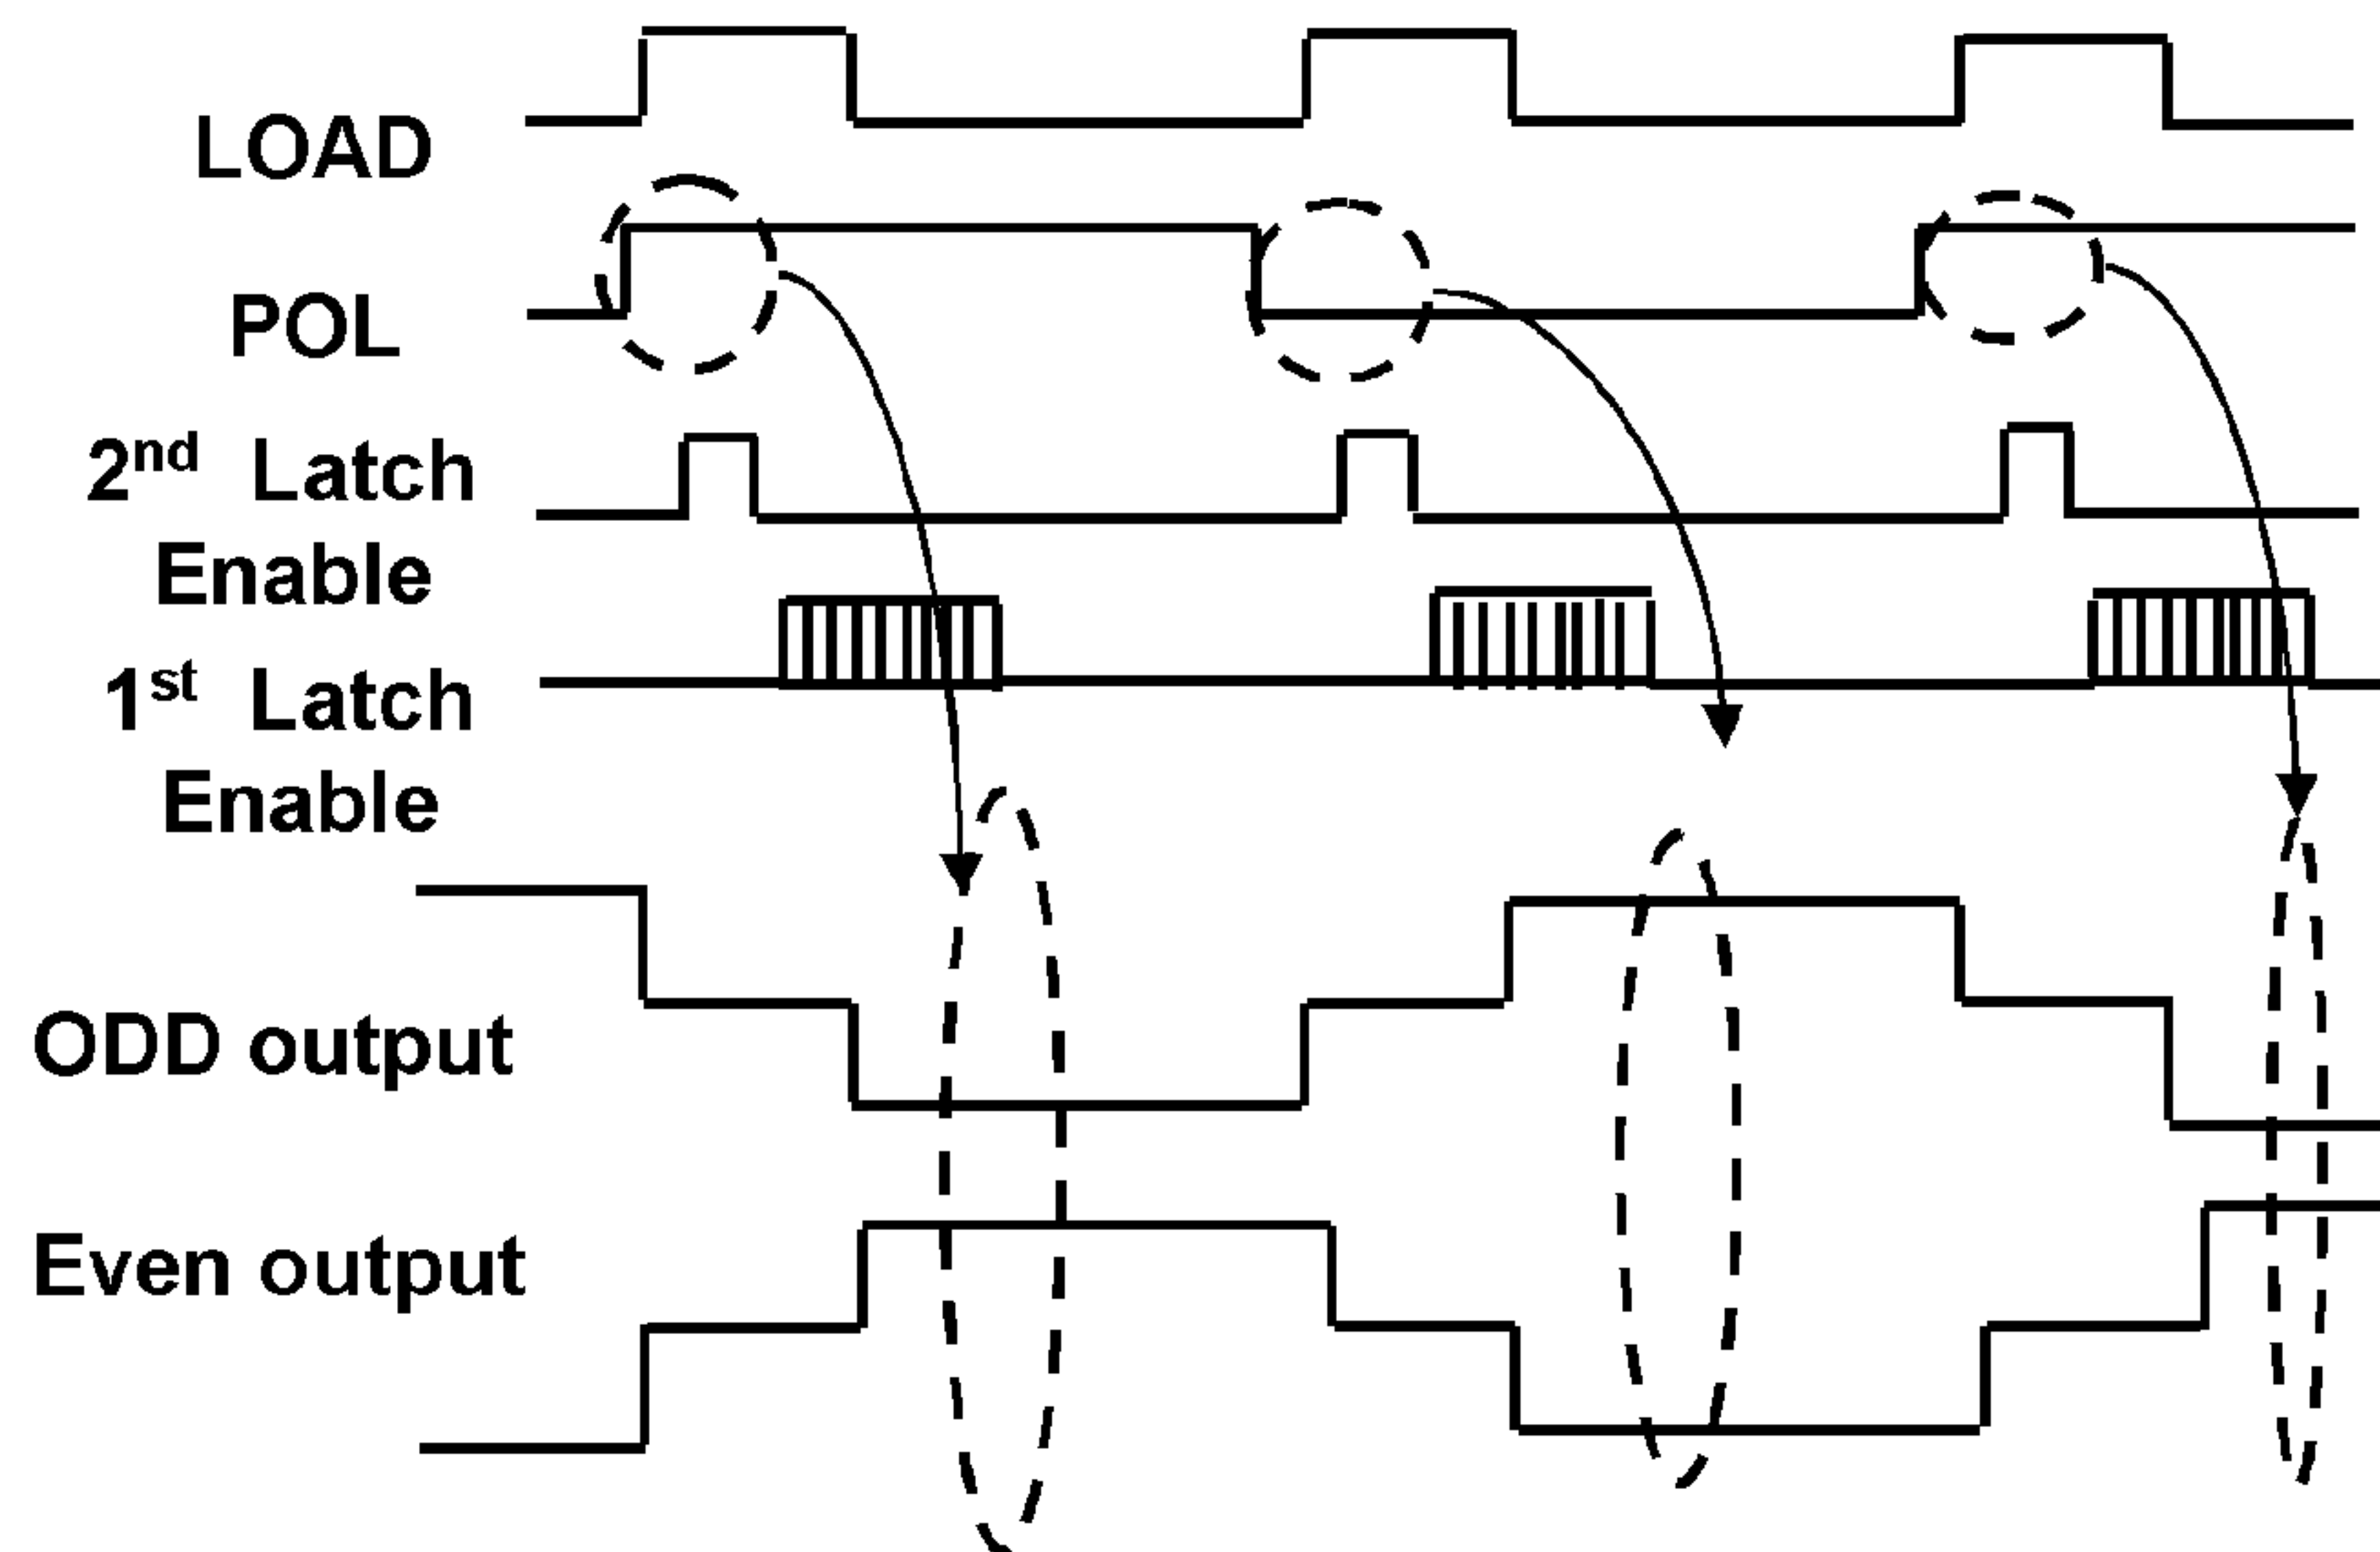 LOAD
POL
2nd Latch
Enable
1st Latch
Enable
ODD output
Even output